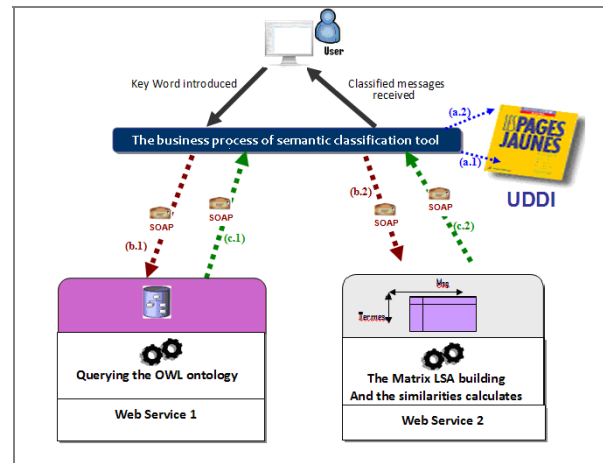 User
Key Word introduced
Classified messages
received
(a.2)
LES
PAGES
JAUNES
The business process of semantic classification tool
(a.1)
UDDI
SOAP
SOAP
(b.2)
SOAP
SOAP
(b.1)
(c.1)
(c.2)
Msg
Termes
Querying the OWL ontology
The Matrix LSA building
And the similarities calculates
Web Service 1
Web Service 2